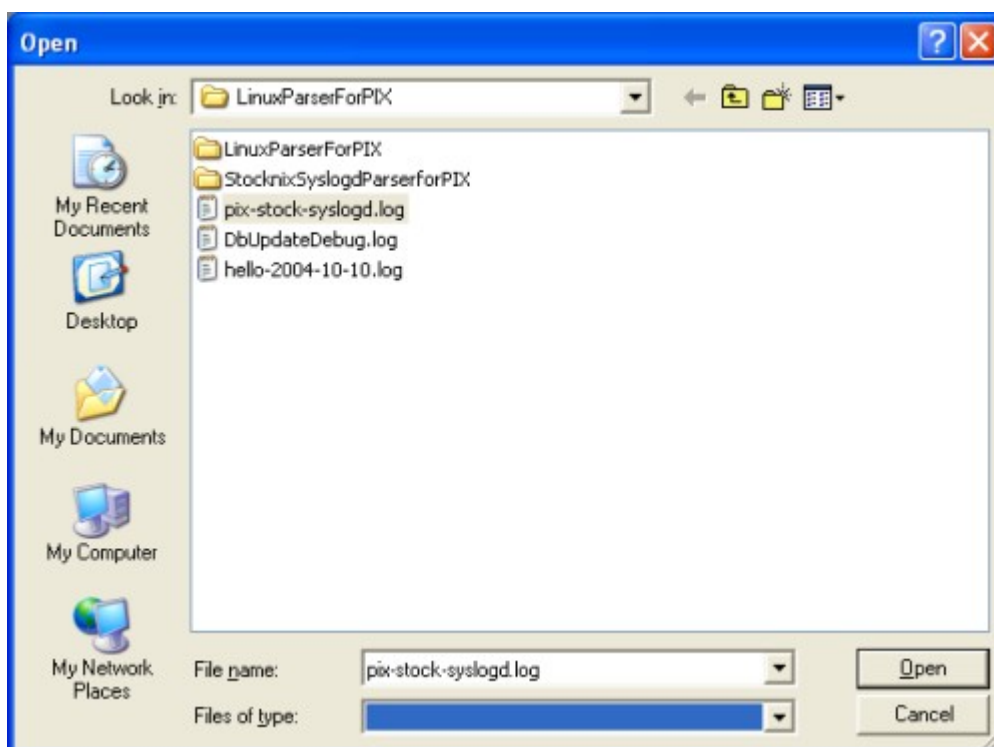 Open
Look in:
LinuxParserForPIX
My Recent
Documents
Desktop
My Documents
My Computer
My Network
Places
LinuxParserForPIX
StocknixSyslogdParserforPIX
pix-stock-syslogd.log
DbUpdateDebug.log
hello-2004-10-10.log
File name:
pix-stock-syslogd.log
Open
Files of type:
Cancel